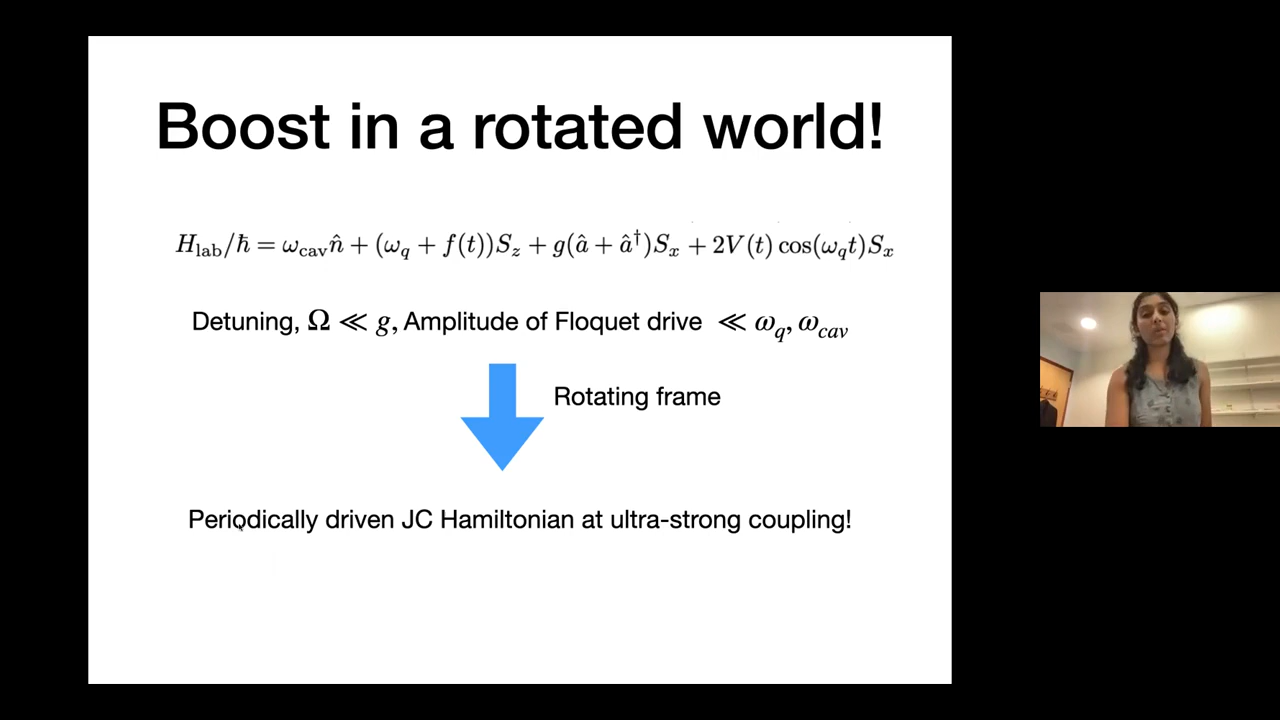 Boost in a rotated world!
H_lab/ħ = ω_cav n̂ + (ω_q + f(t))S_z + g(â + â†)S_x + 2V(t) cos(ω_q t)S_x
Detuning, Ω ≪ g, Amplitude of Floquet drive ≪ ω_q, ω_cav
Rotating frame
Periodically driven JC Hamiltonian at ultra-strong coupling!